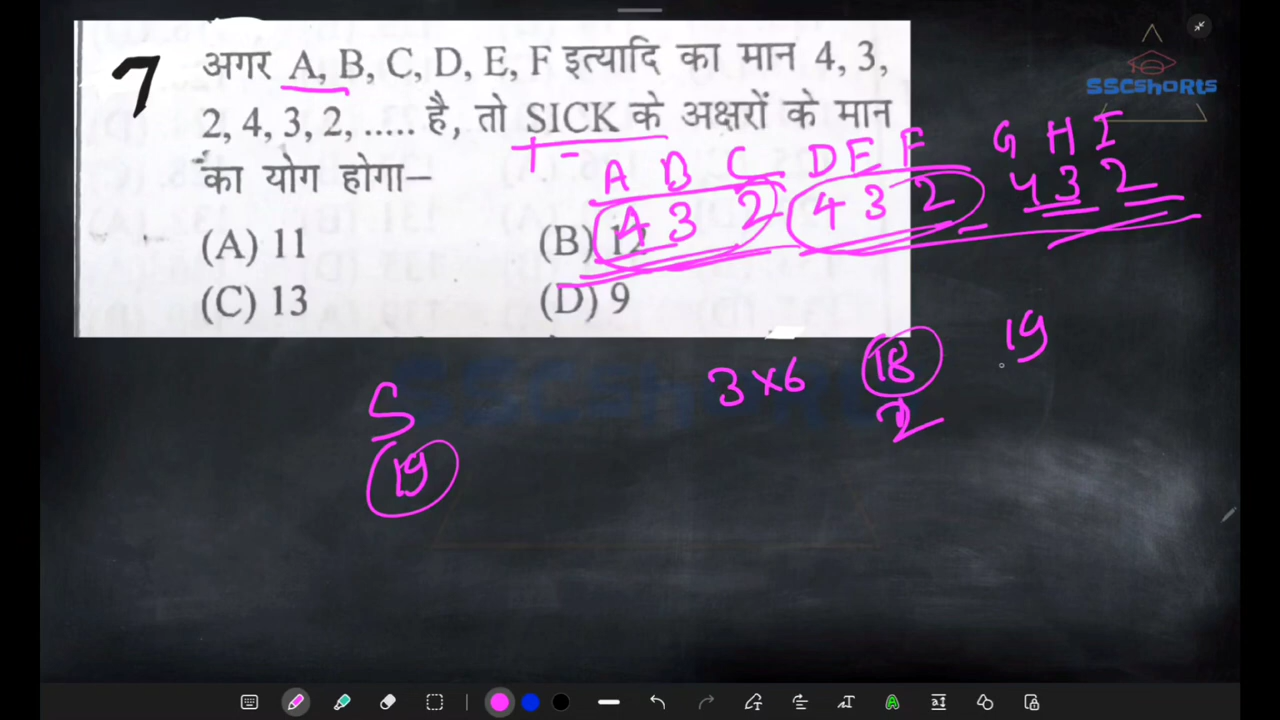 7 अगर A, B, C, D, E, F इत्यादि का मान 4, 3,
2, 4, 3, 2, ..... है, तो SICK के अक्षरों के मान
का योग होगा–
(A) 11 (B) 12
(C) 13 (D) 9
SSCshoRts
A B C D E F G H I
4 3 2 4 3 2 4 3 2
3 × 6 18 19
2
S
19